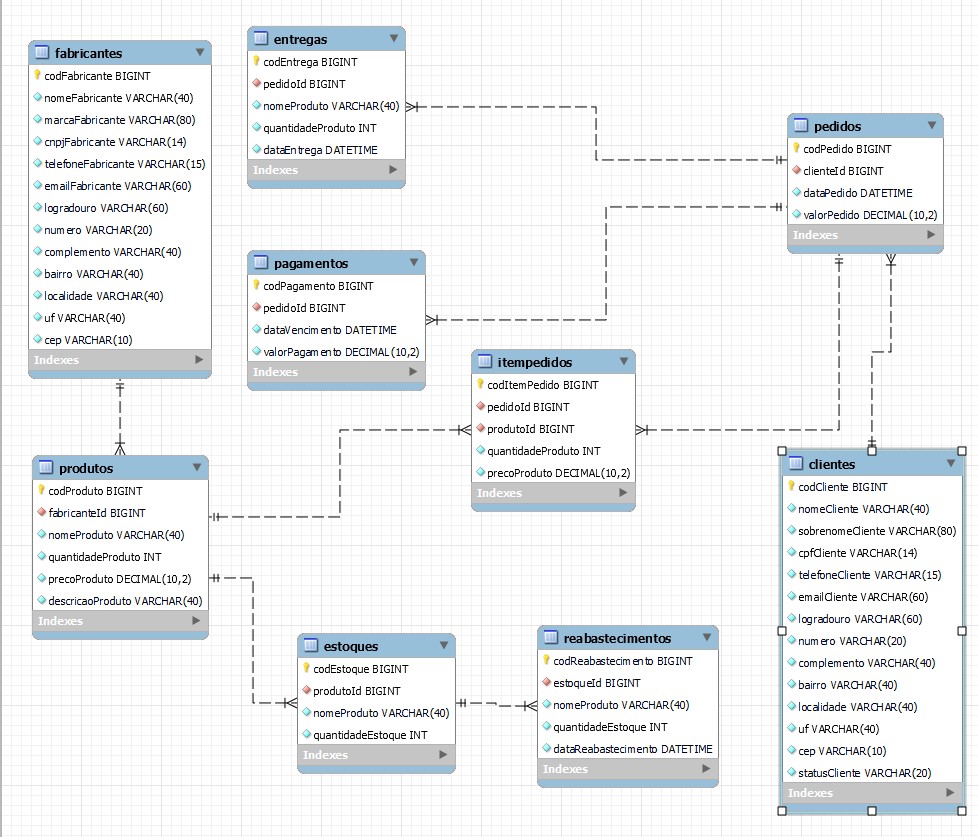 fabricantes
codFabricante BIGINT
nomeFabricante VARCHAR(40)
marcaFabricante VARCHAR(80)
cnpjFabricante VARCHAR(14)
telefoneFabricante VARCHAR(15)
emailFabricante VARCHAR(60)
logradouro VARCHAR(60)
numero VARCHAR(20)
complemento VARCHAR(40)
bairro VARCHAR(40)
localidade VARCHAR(40)
uf VARCHAR(40)
cep VARCHAR(10)
Indexes
entregas
codEntrega BIGINT
pedidoId BIGINT
nomeProduto VARCHAR(40)
quantidadeProduto INT
dataEntrega DATETIME
Indexes
pedidos
codPedido BIGINT
clienteId BIGINT
dataPedido DATETIME
valorPedido DECIMAL(10,2)
Indexes
pagamentos
codPagamento BIGINT
pedidoId BIGINT
dataVencimento DATETIME
valorPagamento DECIMAL(10,2)
Indexes
itempedidos
codItemPedido BIGINT
pedidoId BIGINT
produtoId BIGINT
quantidadeProduto INT
precoProduto DECIMAL(10,2)
Indexes
produtos
codProduto BIGINT
fabricanteId BIGINT
nomeProduto VARCHAR(40)
quantidadeProduto INT
precoProduto DECIMAL(10,2)
descricaoProduto VARCHAR(40)
Indexes
clientes
codCliente BIGINT
nomeCliente VARCHAR(40)
sobrenomeCliente VARCHAR(80)
cpfCliente VARCHAR(14)
telefoneCliente VARCHAR(15)
emailCliente VARCHAR(60)
logradouro VARCHAR(60)
numero VARCHAR(20)
complemento VARCHAR(40)
bairro VARCHAR(40)
localidade VARCHAR(40)
uf VARCHAR(40)
cep VARCHAR(10)
statusCliente VARCHAR(20)
Indexes
estoques
codEstoque BIGINT
produtoId BIGINT
nomeProduto VARCHAR(40)
quantidadeEstoque INT
Indexes
reabastecimentos
codReabastecimento BIGINT
estoqueId BIGINT
nomeProduto VARCHAR(40)
quantidadeEstoque INT
dataReabastecimento DATETIME
Indexes